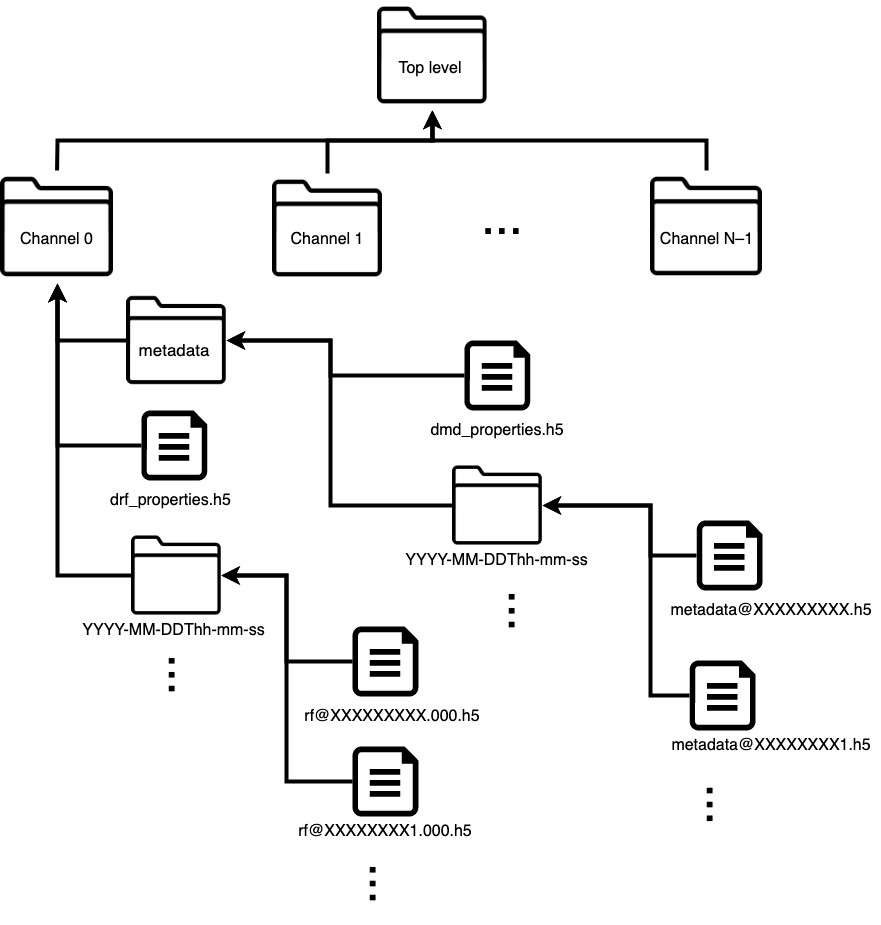 Top level
Channel 0
Channel 1
...
Channel N–1
metadata
dmd_properties.h5
drf_properties.h5
YYYY-MM-DDThh-mm-ss
YYYY-MM-DDThh-mm-ss
metadata@XXXXXXXXX.h5
rf@XXXXXXXXX.000.h5
metadata@XXXXXXXX1.h5
rf@XXXXXXXX1.000.h5